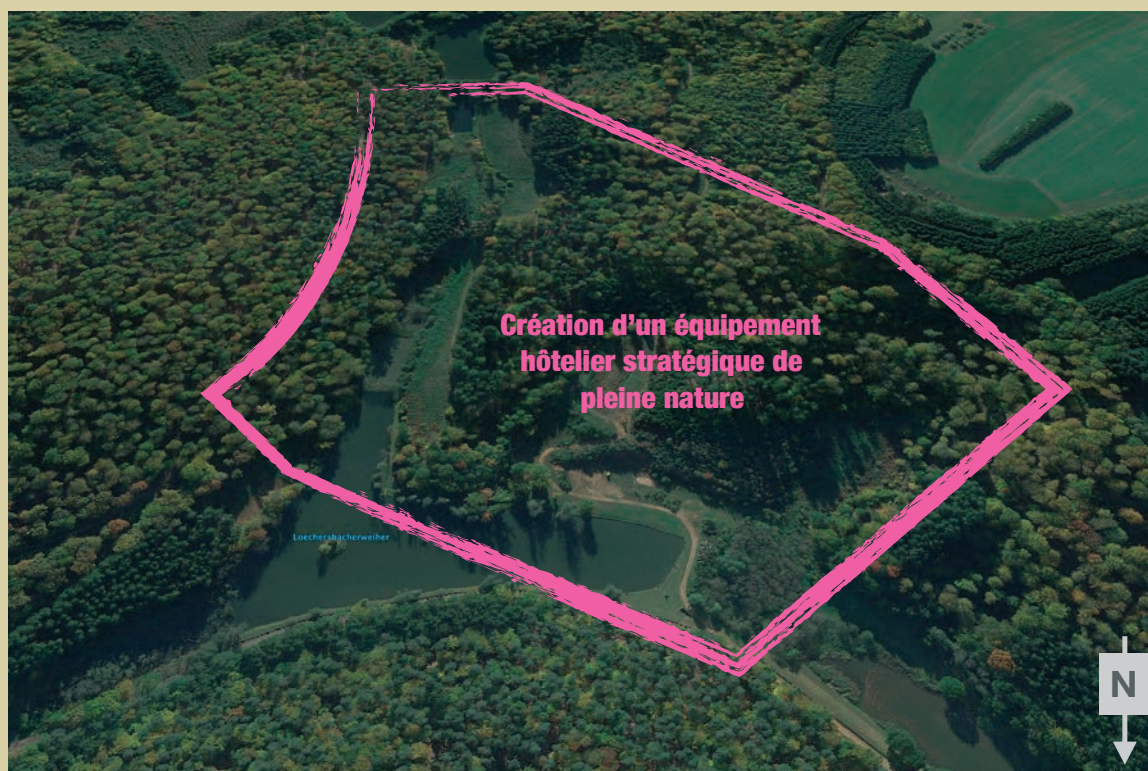 Création d’un équipement
hôtelier stratégique de
pleine nature
Loechersbacherweiher
N